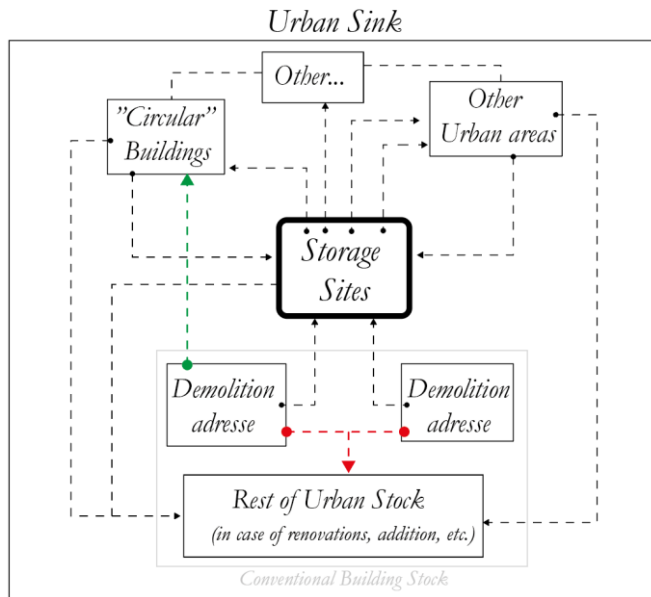 Urban Sink
Other...
"Circular"
Buildings
Other
Urban areas
Storage
Sites
Demolition
adresse
Demolition
adresse
Rest of Urban Stock
(in case of renovations, addition, etc.)
Conventional Building Stock